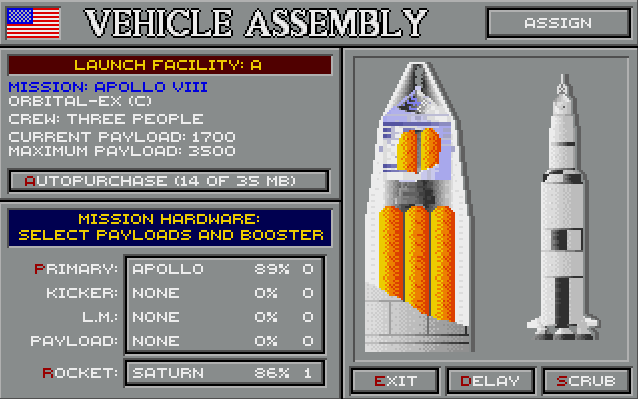 VEHICLE ASSEMBLY
ASSIGN
LAUNCH FACILITY: A
MISSION: APOLLO VIII
ORBITAL-EX (C)
CREW: THREE PEOPLE
CURRENT PAYLOAD: 1700
MAXIMUM PAYLOAD: 3500
AUTOPURCHASE (14 OF 35 MB)
MISSION HARDWARE:
SELECT PAYLOADS AND BOOSTER
PRIMARY: APOLLO 89% 0
KICKER: NONE 0% 0
L.M.: NONE 0% 0
PAYLOAD: NONE 0% 0
ROCKET: SATURN 86% 1
EXIT
DELAY
SCRUB